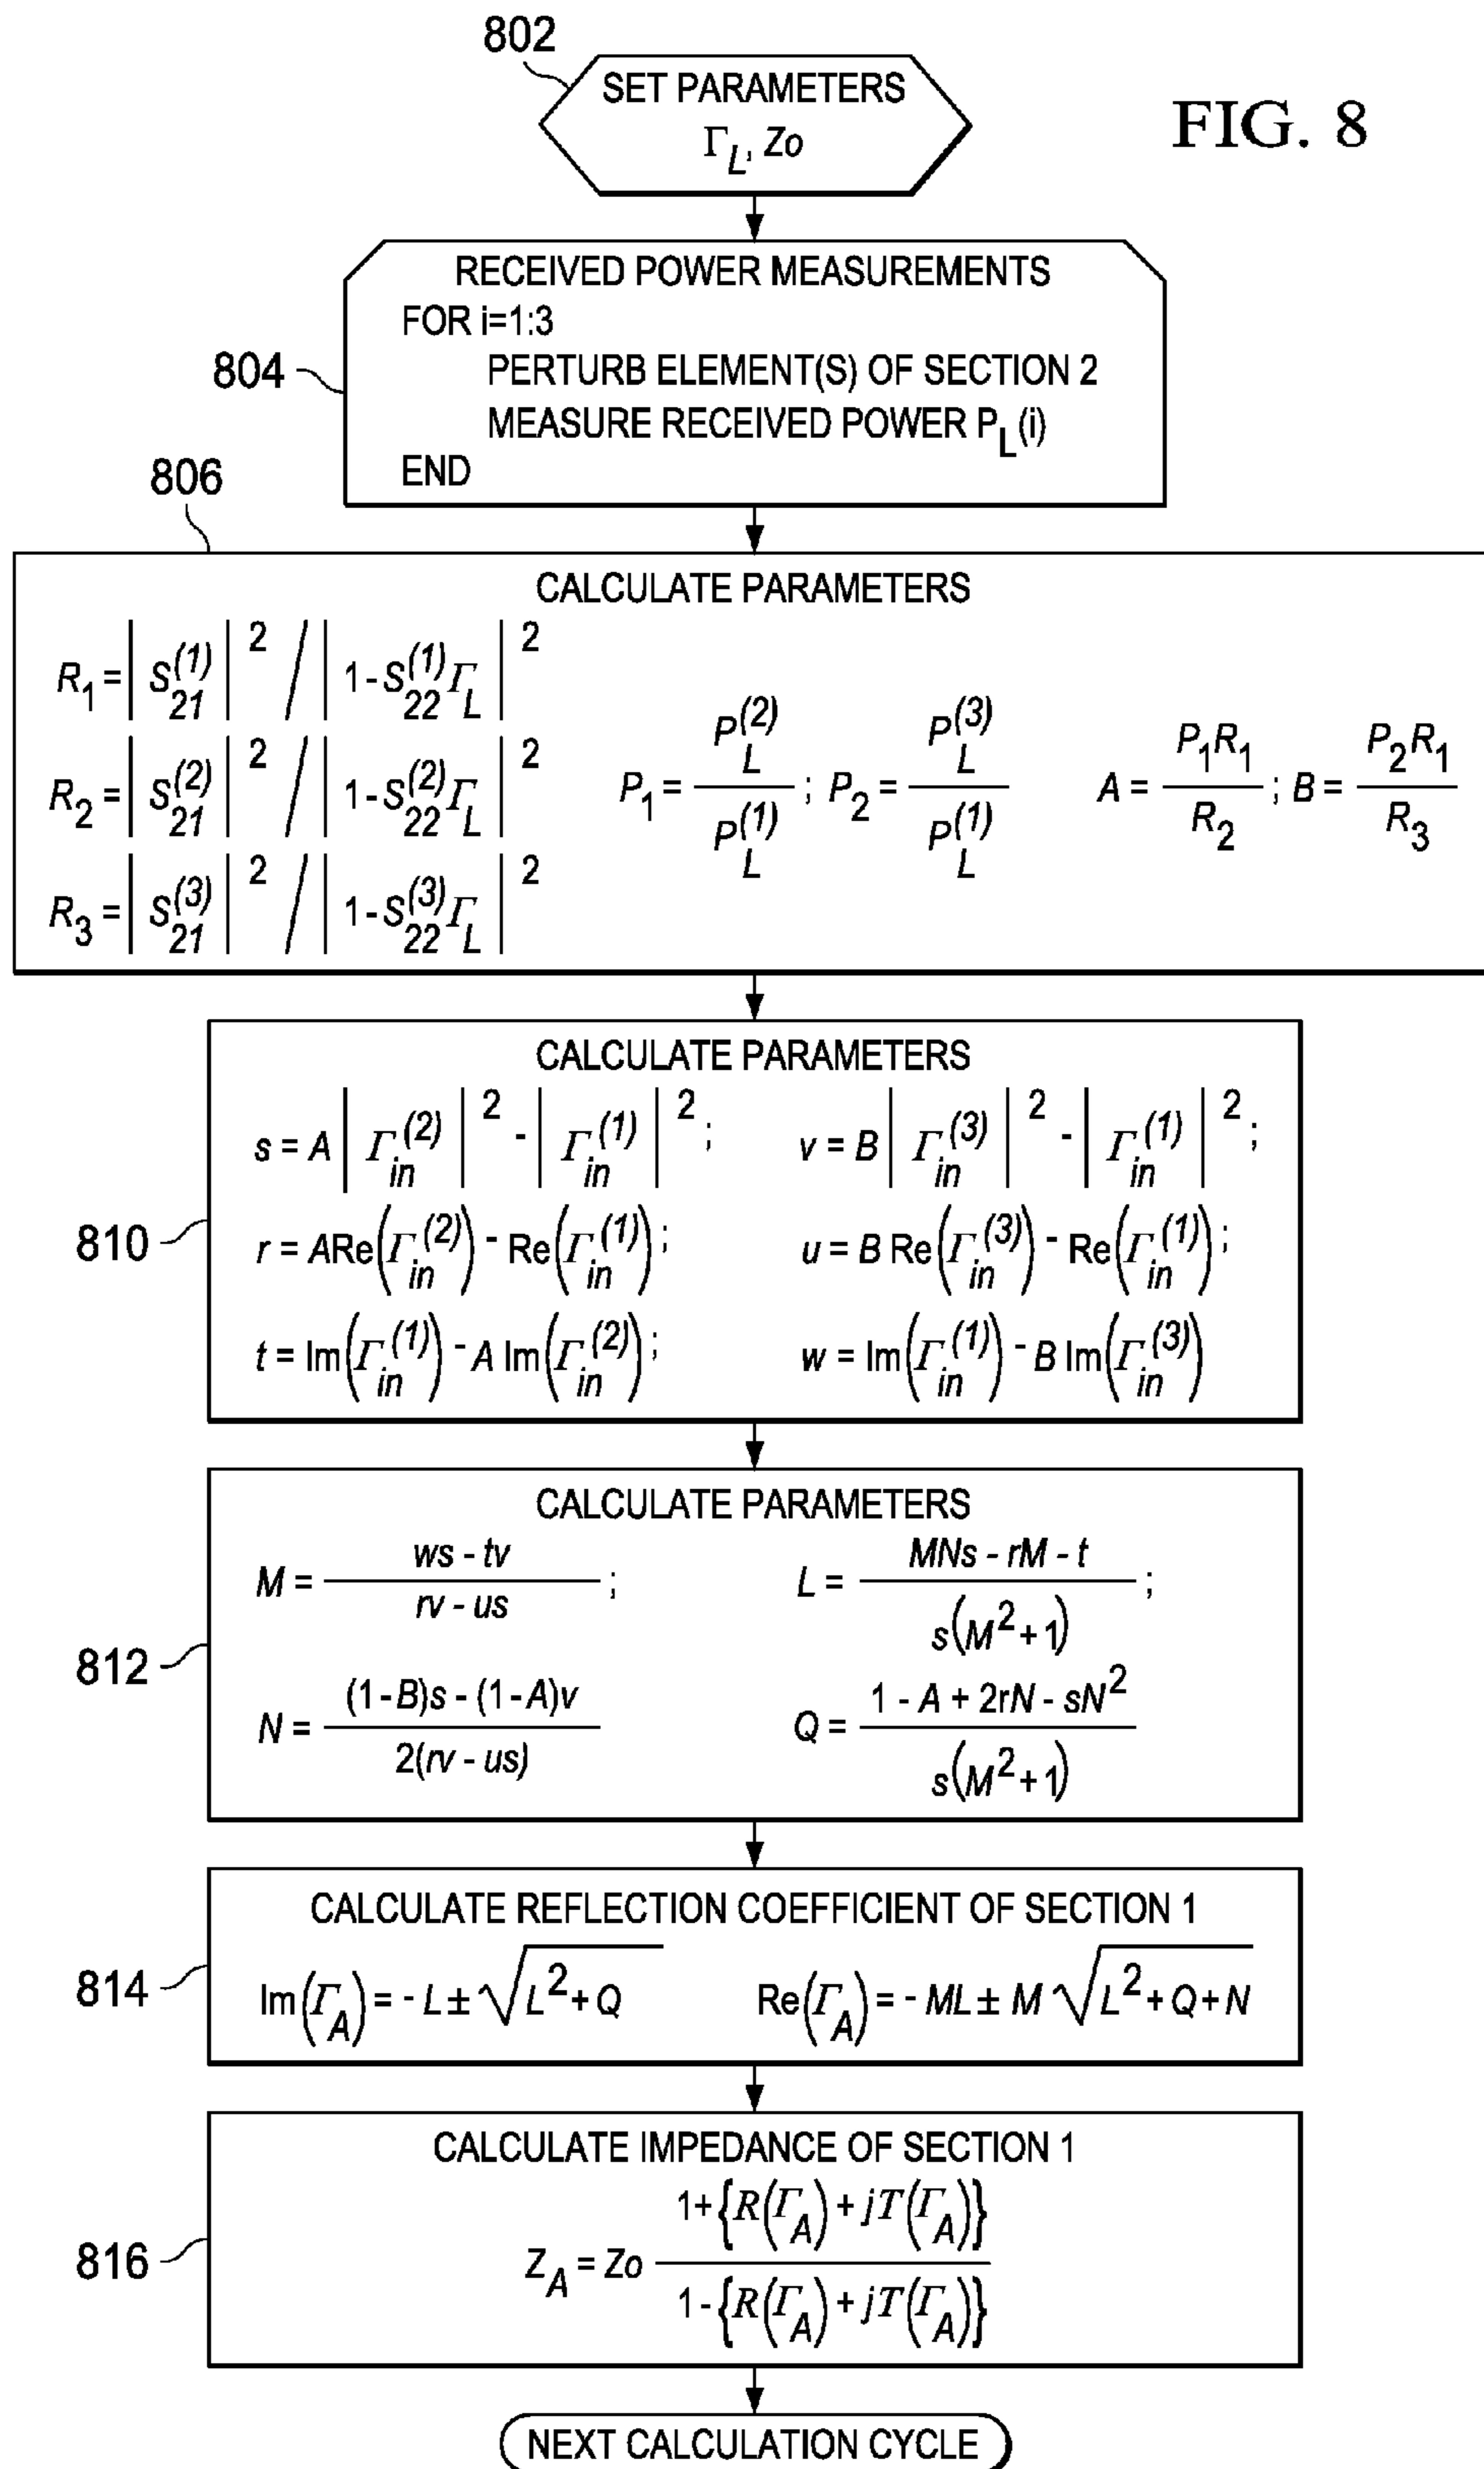 802
SET PARAMETERS
Γ_L, Zo
FIG. 8
RECEIVED POWER MEASUREMENTS
FOR i=1:3
PERTURB ELEMENT(S) OF SECTION 2
MEASURE RECEIVED POWER P_L(i)
END
804
806
CALCULATE PARAMETERS
R_1 = | S_21^(1) |^2 / | 1 - S_22^(1) Γ_L |^2
R_2 = | S_21^(2) |^2 / | 1 - S_22^(2) Γ_L |^2
R_3 = | S_21^(3) |^2 / | 1 - S_22^(3) Γ_L |^2
P_1 = P_L^(2) / P_L^(1) ; P_2 = P_L^(3) / P_L^(1)
A = P_1 R_1 / R_2 ; B = P_2 R_1 / R_3
810
CALCULATE PARAMETERS
s = A | Γ_in^(2) |^2 - | Γ_in^(1) |^2 ; v = B | Γ_in^(3) |^2 - | Γ_in^(1) |^2 ;
r = A Re(Γ_in^(2)) - Re(Γ_in^(1)) ; u = B Re(Γ_in^(3)) - Re(Γ_in^(1)) ;
t = Im(Γ_in^(1)) - A Im(Γ_in^(2)) ; w = Im(Γ_in^(1)) - B Im(Γ_in^(3))
812
CALCULATE PARAMETERS
M = (ws - tv) / (rv - us) ; L = (MNs - rM - t) / (s(M^2 + 1)) ;
N = ((1 - B)s - (1 - A)v) / (2(rv - us)) Q = (1 - A + 2rN - sN^2) / (s(M^2 + 1))
814
CALCULATE REFLECTION COEFFICIENT OF SECTION 1
Im(Γ_A) = - L ± √(L^2 + Q) Re(Γ_A) = - ML ± M √(L^2 + Q + N)
816
CALCULATE IMPEDANCE OF SECTION 1
Z_A = Zo (1 + {R(Γ_A) + jT(Γ_A)}) / (1 - {R(Γ_A) + jT(Γ_A)})
NEXT CALCULATION CYCLE